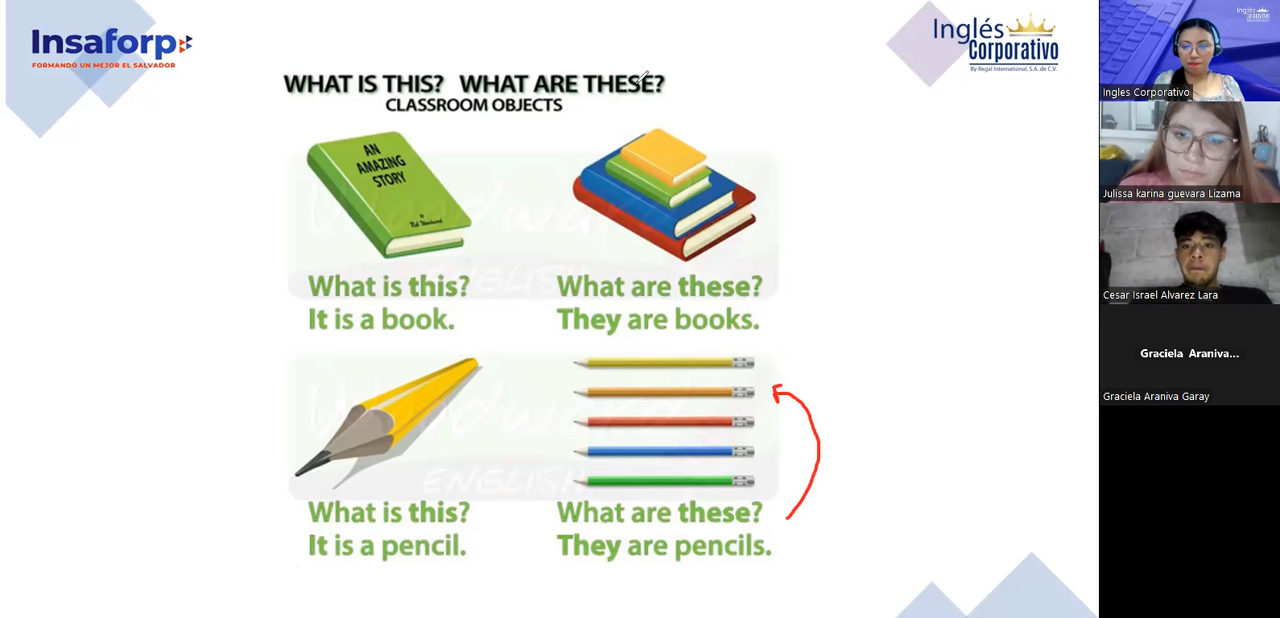 Insaforp
FORMANDO UN MEJOR EL SALVADOR
Inglés
Corporativo
By Regal International, S.A. de C.V.
WHAT IS THIS? WHAT ARE THESE?
CLASSROOM OBJECTS
AN
AMAZING
STORY
What is this?
It is a book.
What are these?
They are books.
ENGLISH
What is this?
It is a pencil.
What are these?
They are pencils.
Ingles Corporativo
Julissa karina guevara Lizama
Cesar Israel Alvarez Lara
Graciela Araniva...
Graciela Araniva Garay